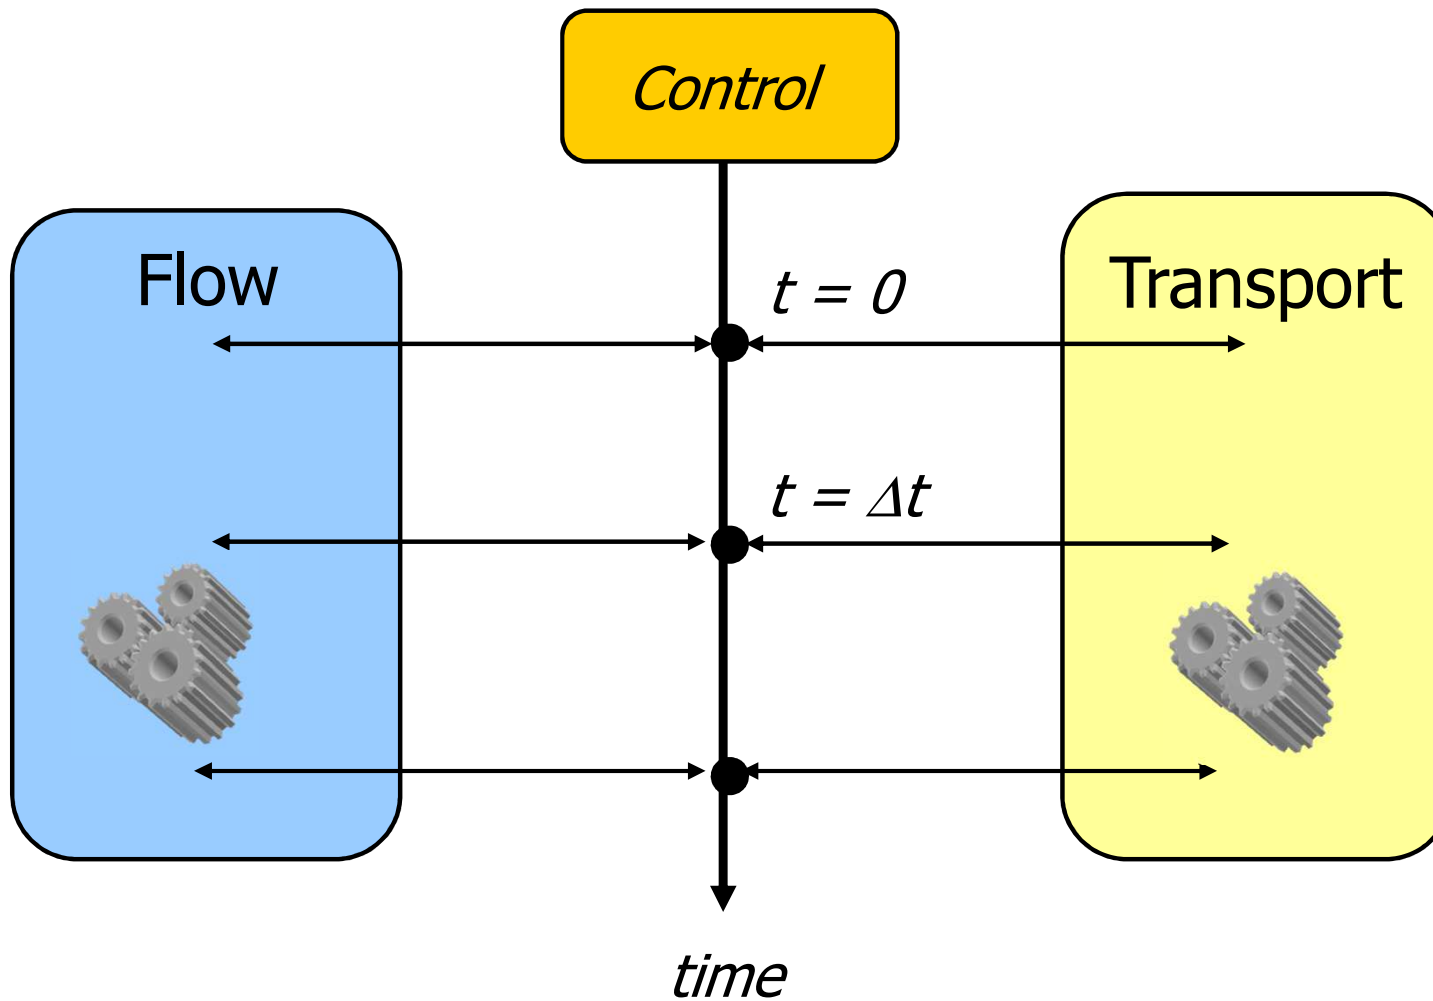 Control
Flow
Transport
t = 0
t = Δt
time